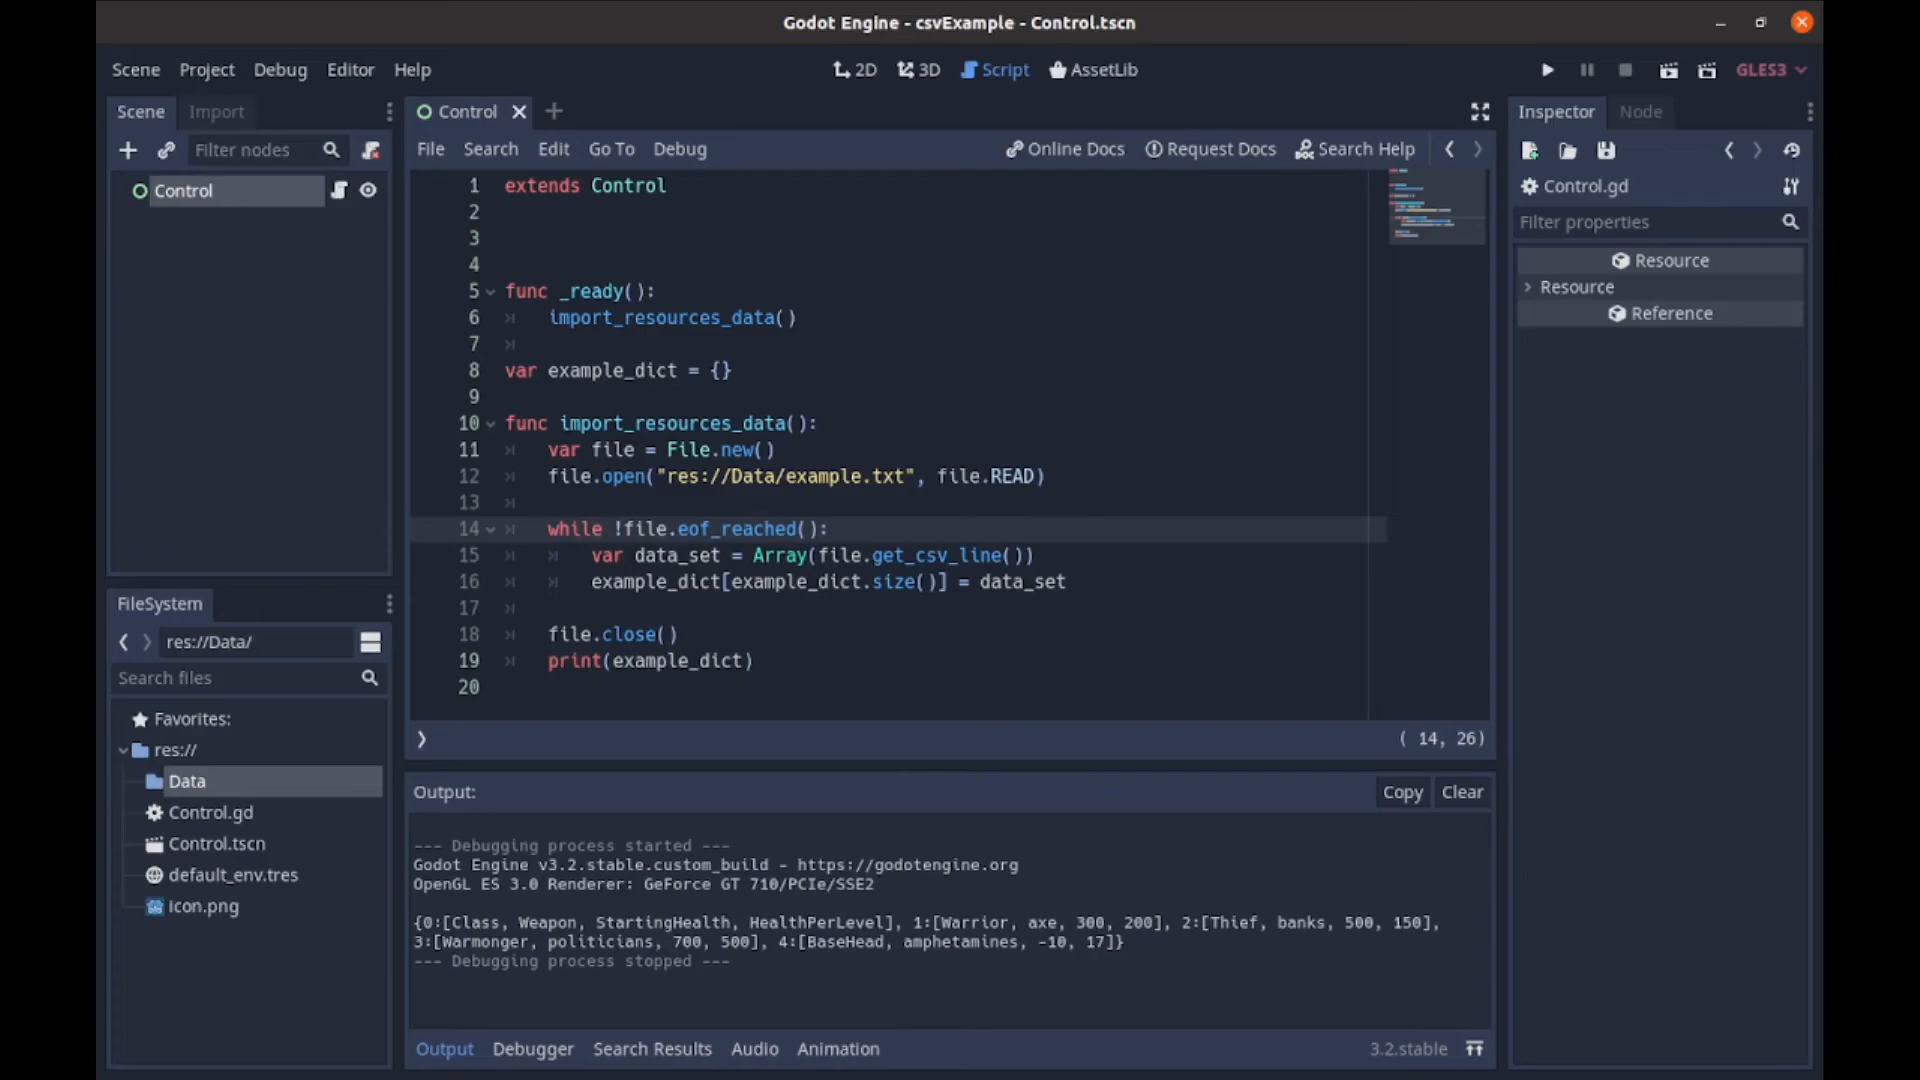 Godot Engine - csvExample - Control.tscn
Scene Project Debug Editor Help
2D 3D Script AssetLib
GLES3
Scene Import
Filter nodes
Control
Control
File Search Edit Go To Debug
Online Docs Request Docs Search Help
1 extends Control
2
3
4
5 func _ready():
6 import_resources_data()
7
8 var example_dict = {}
9
10 func import_resources_data():
11 var file = File.new()
12 file.open("res://Data/example.txt", file.READ)
13
14 while !file.eof_reached():
15 var data_set = Array(file.get_csv_line())
16 example_dict[example_dict.size()] = data_set
17
18 file.close()
19 print(example_dict)
20
( 14, 26)
Inspector Node
Control.gd
Filter properties
Resource
Resource
Reference
FileSystem
res://Data/
Search files
Favorites:
res://
Data
Control.gd
Control.tscn
default_env.tres
icon.png
Output:
Copy Clear
--- Debugging process started ---
Godot Engine v3.2.stable.custom_build - https://godotengine.org
OpenGL ES 3.0 Renderer: GeForce GT 710/PCIe/SSE2
{0:[Class, Weapon, StartingHealth, HealthPerLevel], 1:[Warrior, axe, 300, 200], 2:[Thief, banks, 500, 150],
3:[Warmonger, politicians, 700, 500], 4:[BaseHead, amphetamines, -10, 17]}
--- Debugging process stopped ---
Output Debugger Search Results Audio Animation
3.2.stable